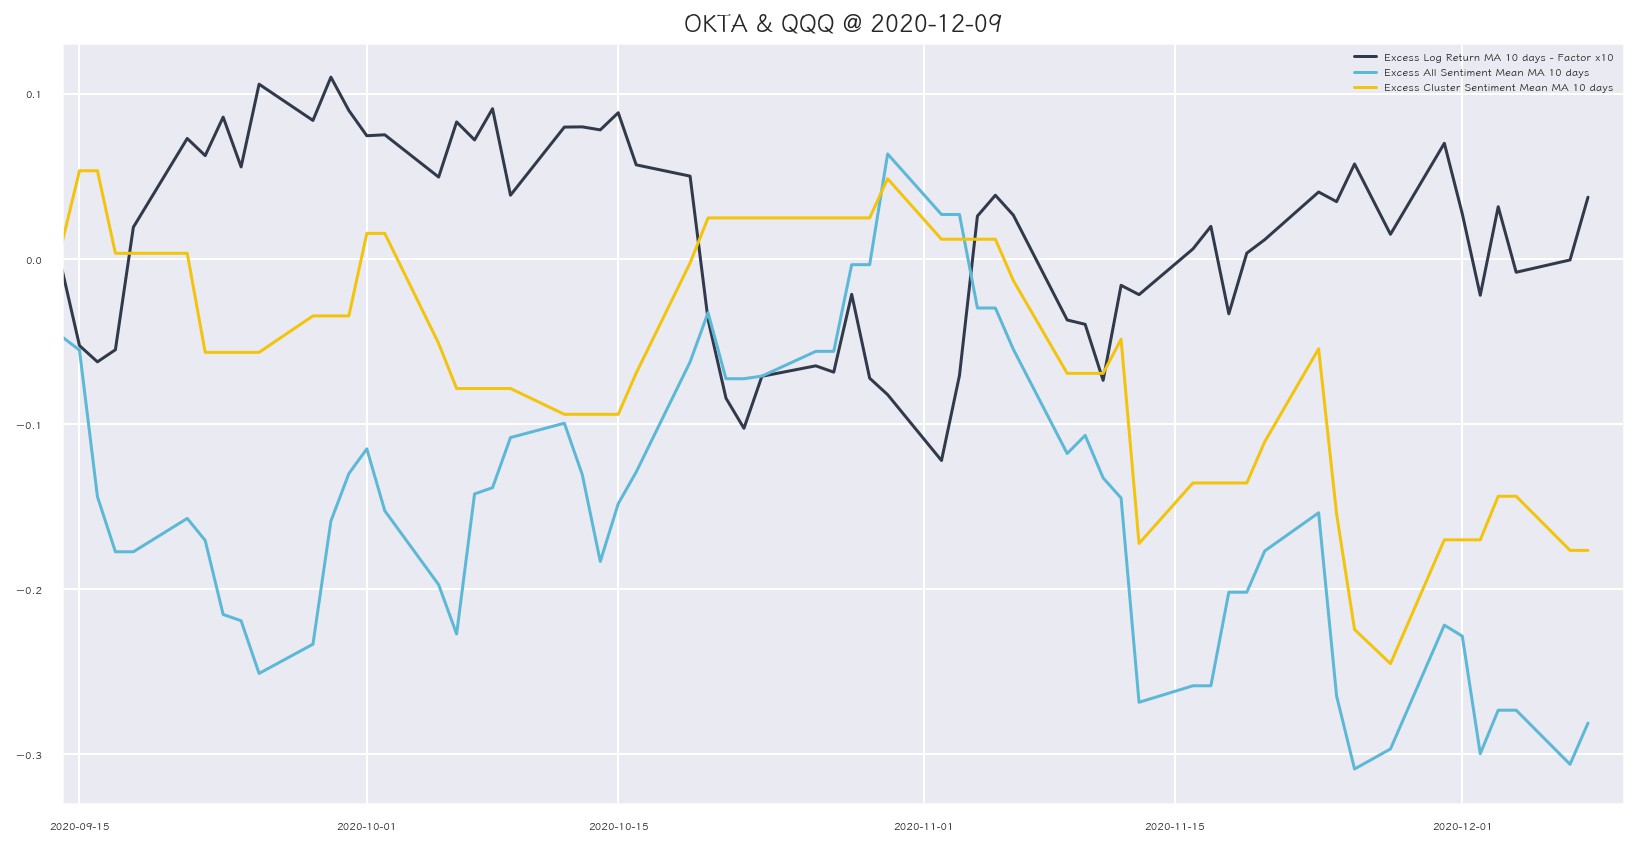 OKTA & QQQ @ 2020-12-09
Excess Log Return MA 10 days - Factor x10
Excess All Sentiment Mean MA 10 days
Excess Cluster Sentiment Mean MA 10 days
0.1
0.0
−0.1
−0.2
−0.3
2020-09-15
2020-10-01
2020-10-15
2020-11-01
2020-11-15
2020-12-01